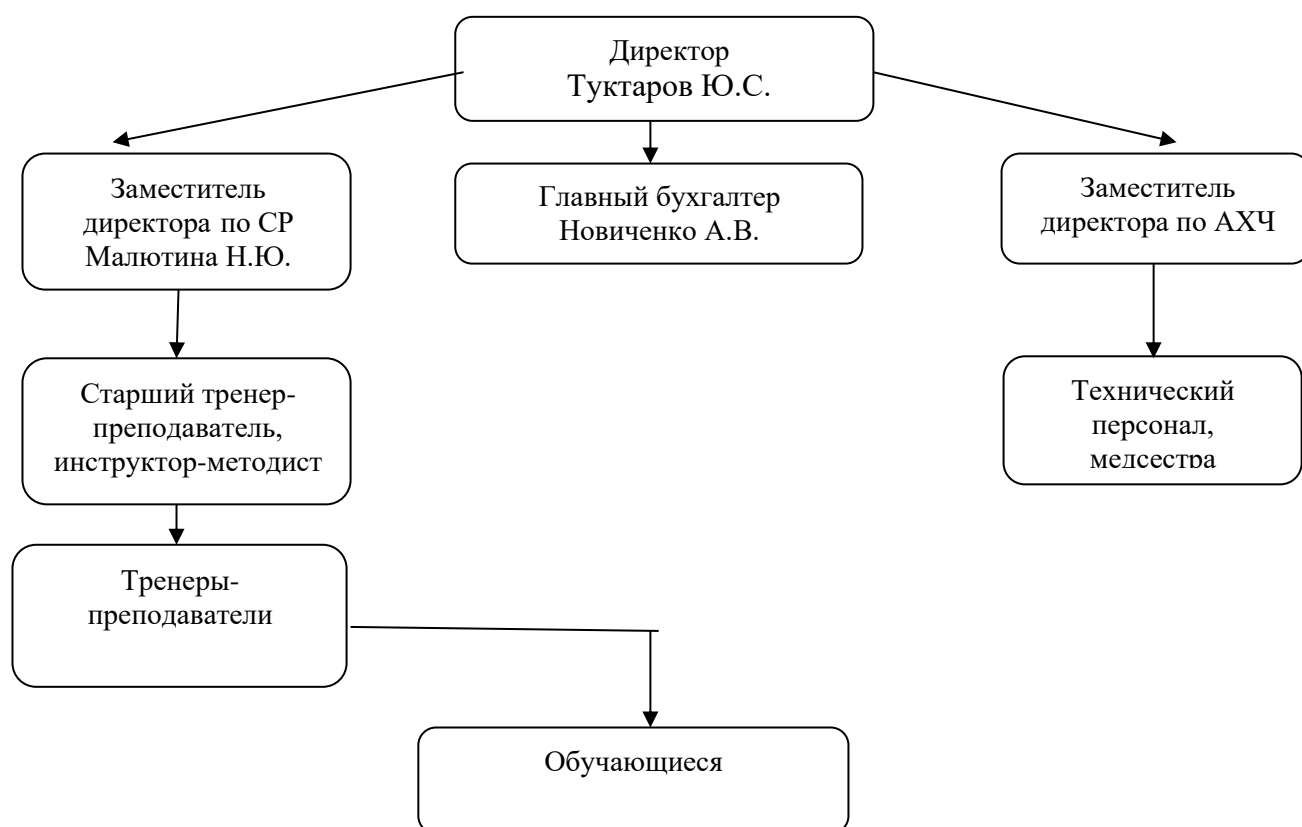 Директор
Туктаров Ю.С.
Заместитель
директора по СР
Малютина Н.Ю.
Главный бухгалтер
Новиченко А.В.
Заместитель
директора по АХЧ
Старший тренер-
преподаватель,
инструктор-методист
Технический
персонал,
медсестра
Тренеры-
преподаватели
Обучающиеся